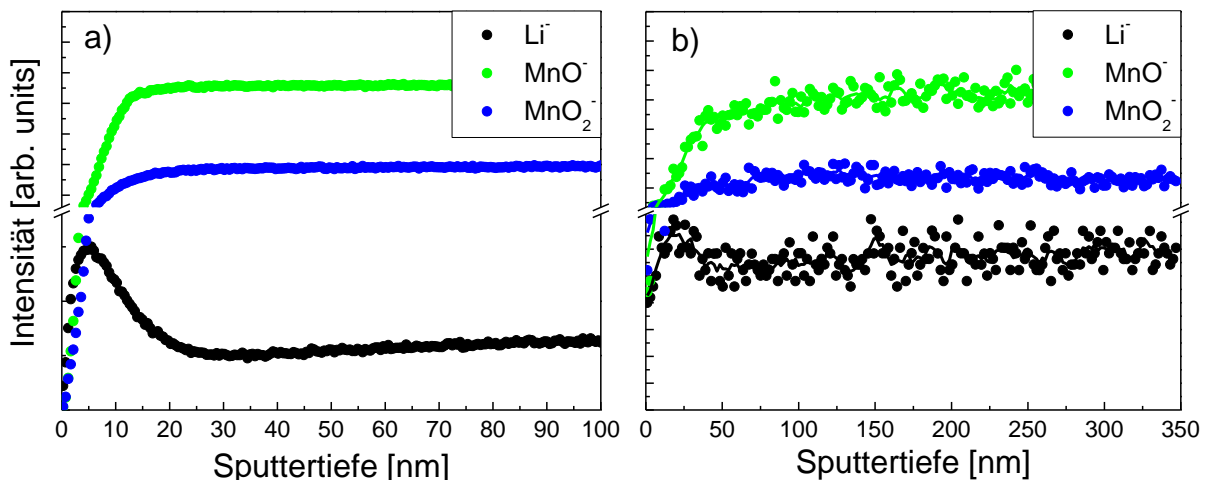 a)
Li⁻
MnO⁻
MnO₂⁻
b)
Li⁻
MnO⁻
MnO₂⁻
Intensität [arb. units]
0 10 20 30 40 50 60 70 80 90 100
0 50 100 150 200 250 300 350
Sputtertiefe [nm]
Sputtertiefe [nm]